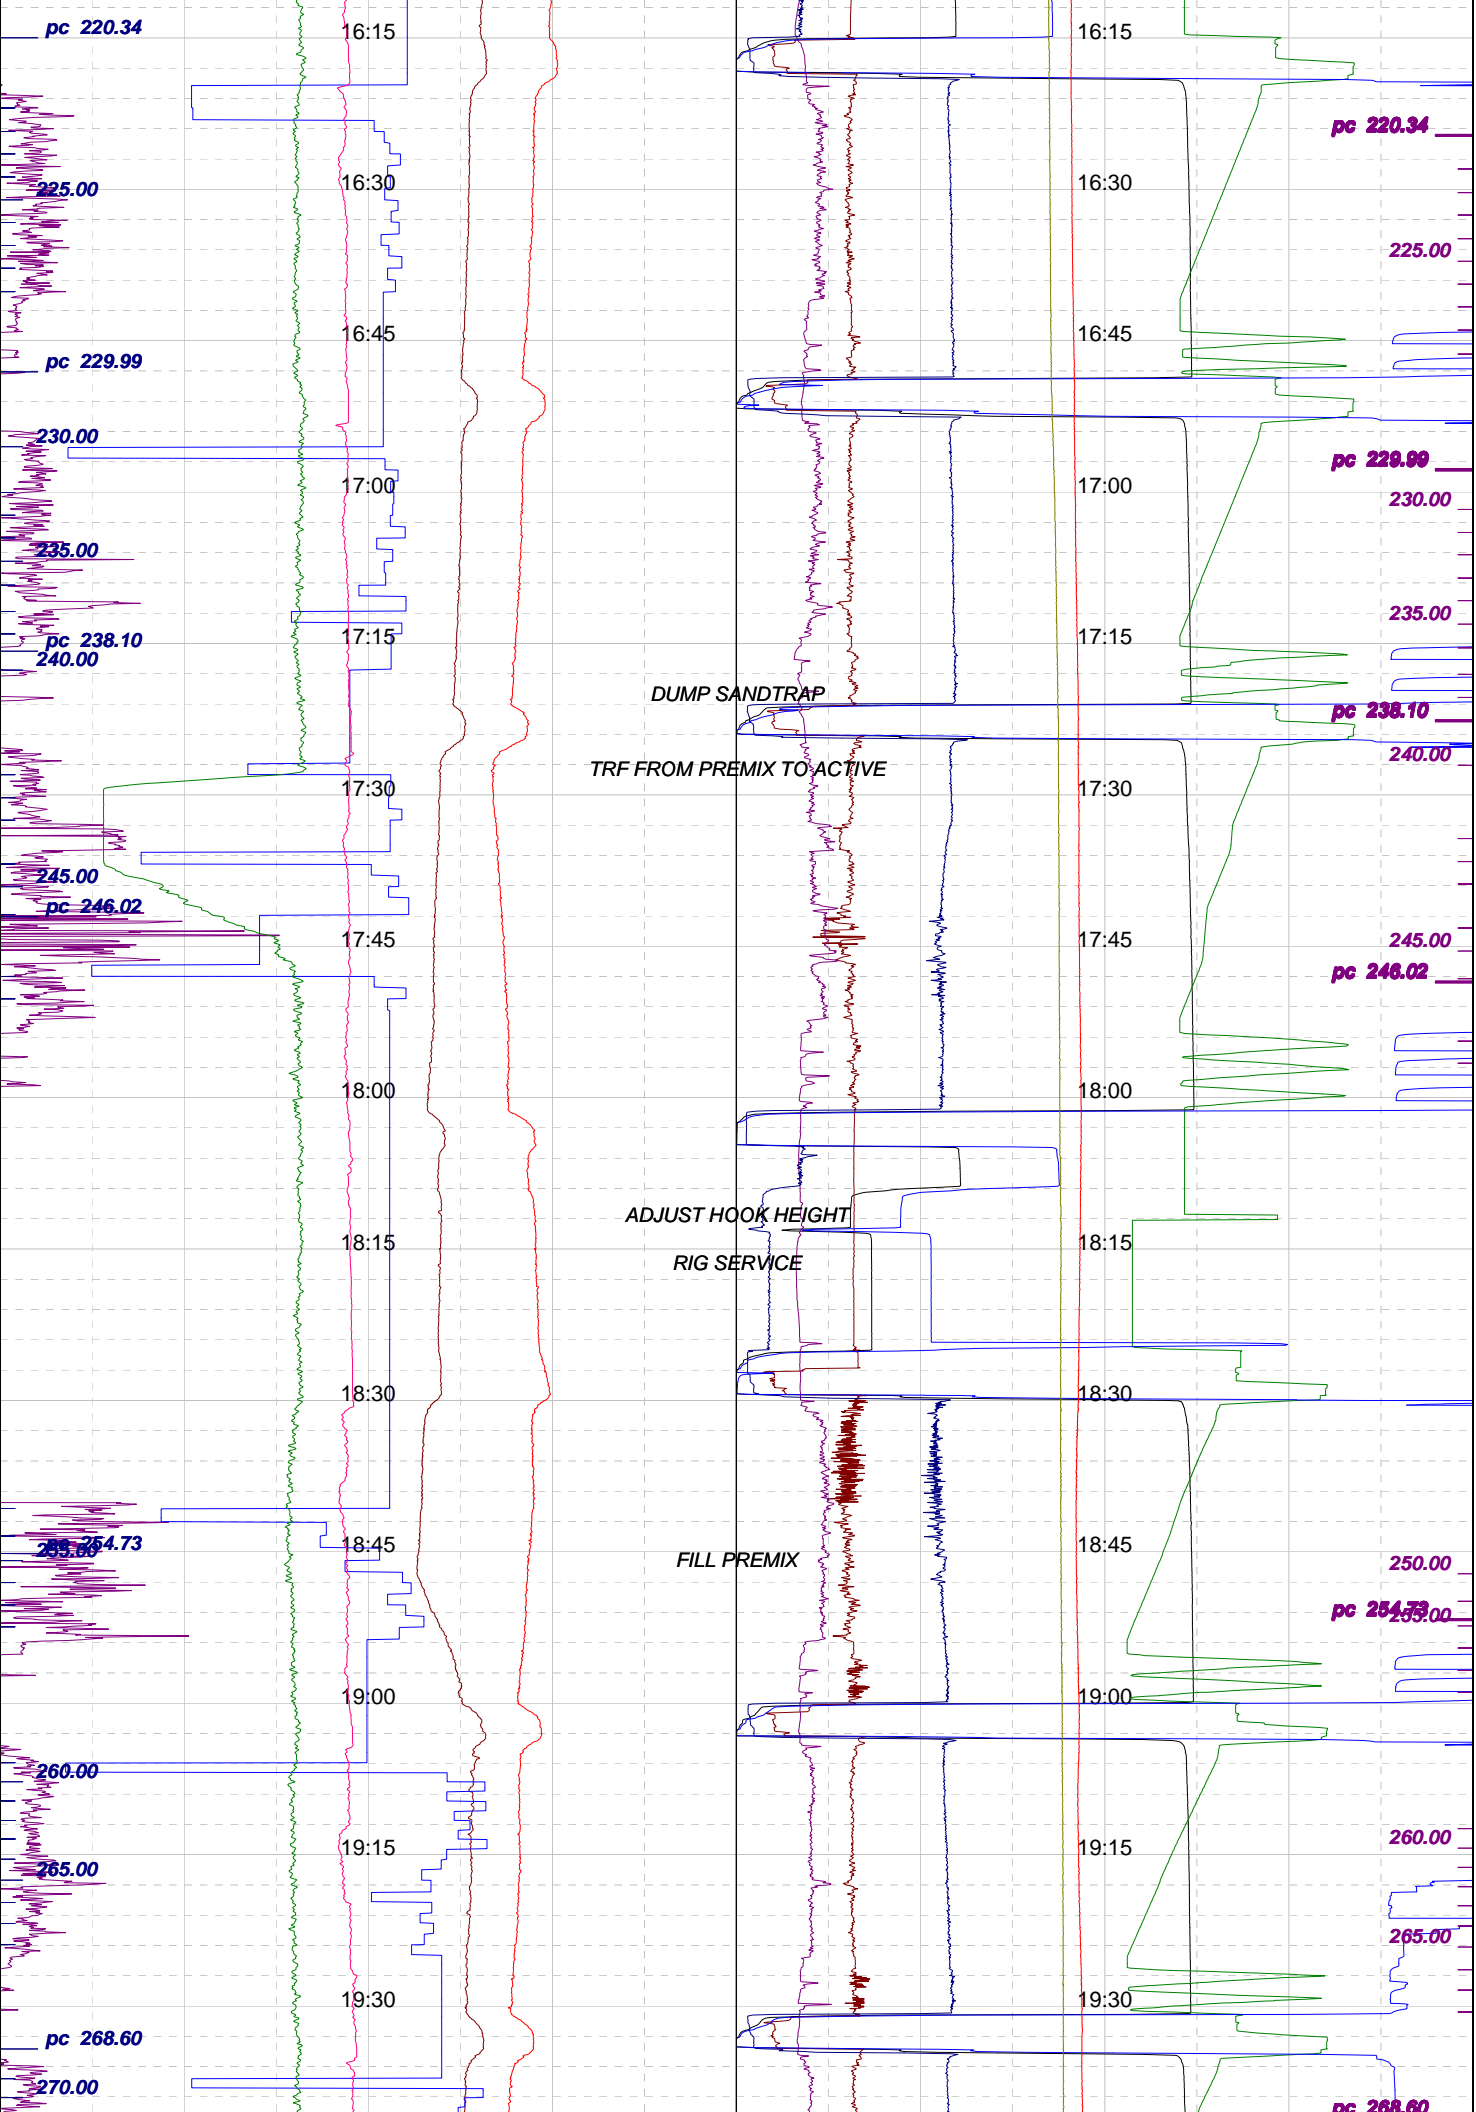 pc 220.34 16:15 16:15
pc 220.34
225.00 16:30 16:30
225.00
16:45 16:45
pc 229.99
230.00
pc 229.99
17:00 17:00
230.00
235.00
235.00
pc 238.10 17:15 17:15
240.00
DUMP SANDTRAP
pc 238.10
240.00
TRF FROM PREMIX TO ACTIVE
17:30 17:30
245.00
pc 246.02
17:45 17:45 245.00
pc 246.02
18:00 18:00
ADJUST HOOK HEIGHT
18:15 18:15
RIG SERVICE
18:30 18:30
pc 254.73 18:45 18:45
255.00
FILL PREMIX
250.00
pc 254.73
255.00
19:00 19:00
260.00
19:15 19:15
260.00
265.00
265.00
19:30 19:30
pc 268.60
270.00
pc 268.60